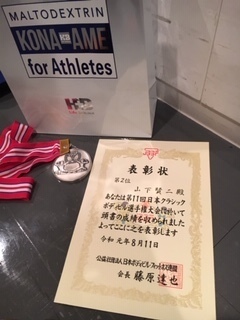 MALTODEXTRIN
KONA AME
for Athletes
表彰状
第2位
山下賢二殿
あなたは第11回日本クラシック
ボディビル選手権大会に於いて
頭書の成績を収められました
よってここに之を表彰します
令和元年8月11日
公益社団法人日本ボディビル・フィットネス連盟
会長 藤原達也